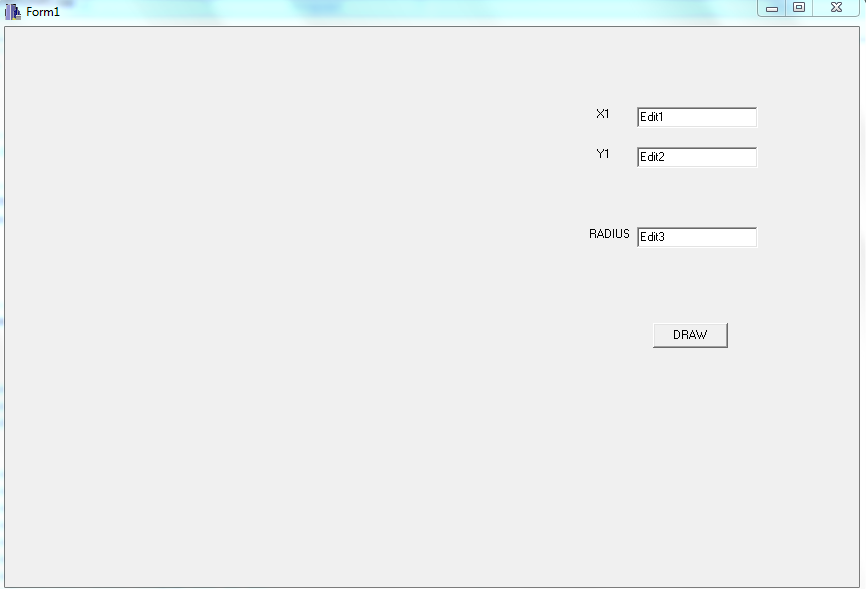 Form1
X1 Edit1
Y1 Edit2
RADIUS Edit3
DRAW